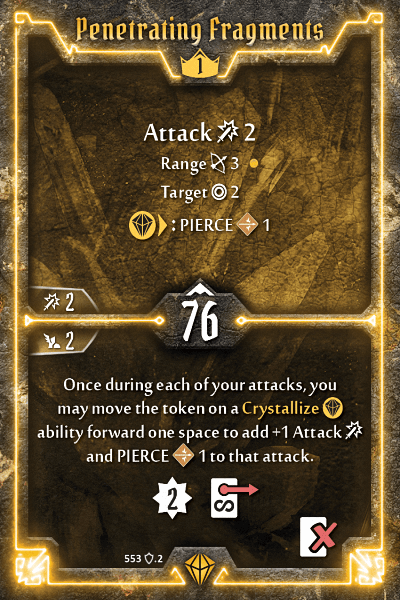 Penetrating Fragments
1
Attack 2
Range 3
Target 2
: PIERCE 1
2
76
2
Once during each of your attacks, you
may move the token on a Crystallize
ability forward one space to add +1 Attack
and PIERCE 1 to that attack.
2
S
553 .2